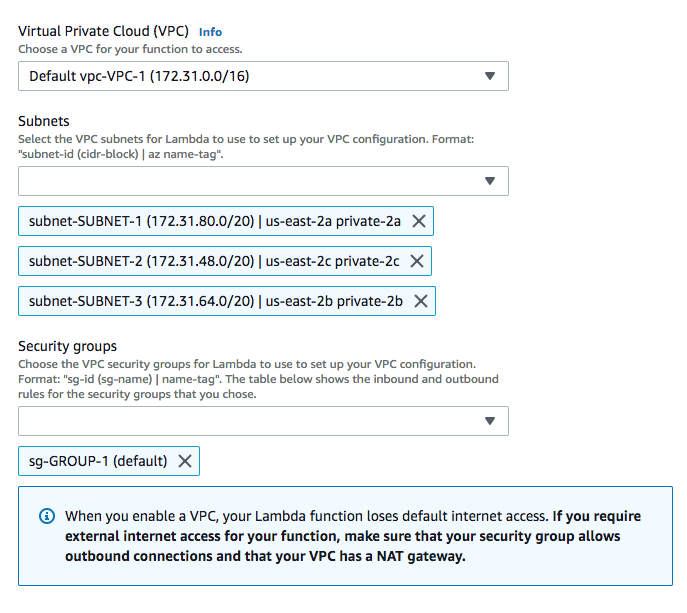 Virtual Private Cloud (VPC) Info
Choose a VPC for your function to access.
Default vpc-VPC-1 (172.31.0.0/16)
Subnets
Select the VPC subnets for Lambda to use to set up your VPC configuration. Format:
"subnet-id (cidr-block) | az name-tag".
subnet-SUBNET-1 (172.31.80.0/20) | us-east-2a private-2a
subnet-SUBNET-2 (172.31.48.0/20) | us-east-2c private-2c
subnet-SUBNET-3 (172.31.64.0/20) | us-east-2b private-2b
Security groups
Choose the VPC security groups for Lambda to use to set up your VPC configuration.
Format: "sg-id (sg-name) | name-tag". The table below shows the inbound and outbound
rules for the security groups that you chose.
sg-GROUP-1 (default)
When you enable a VPC, your Lambda function loses default internet access. If you require
external internet access for your function, make sure that your security group allows
outbound connections and that your VPC has a NAT gateway.